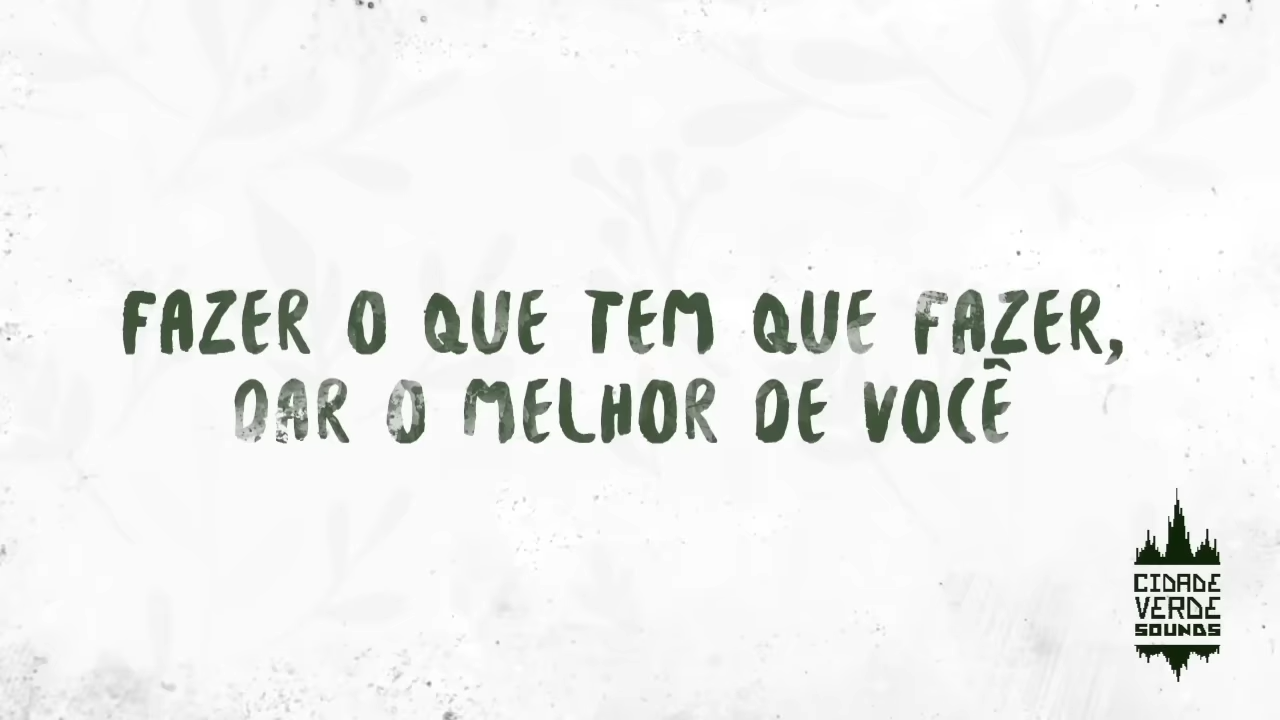 FAZER O QUE TEM QUE FAZER,
DAR O MELHOR DE VOCÊ
CIDADE
VERDE
SOUNDS